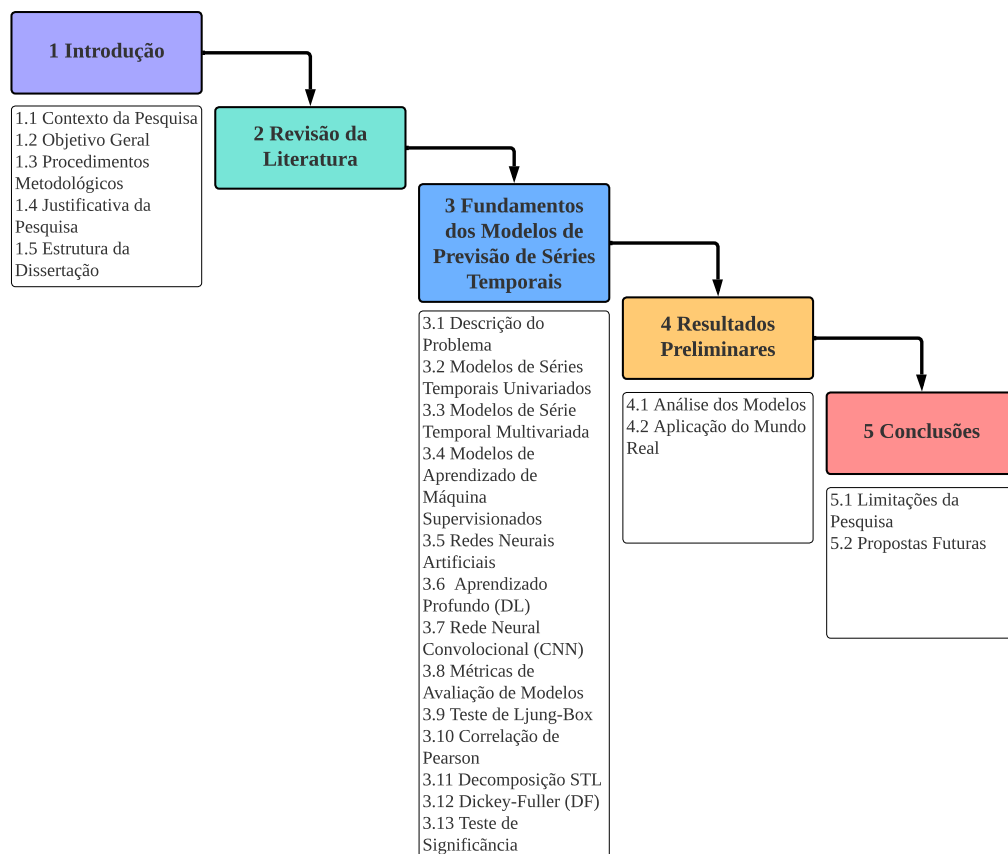 1 Introdução
1.1 Contexto da Pesquisa
1.2 Objetivo Geral
1.3 Procedimentos
Metodológicos
1.4 Justificativa da
Pesquisa
1.5 Estrutura da
Dissertação
2 Revisão da
Literatura
3 Fundamentos
dos Modelos de
Previsão de Séries
Temporais
3.1 Descrição do
Problema
3.2 Modelos de Séries
Temporais Univariados
3.3 Modelos de Série
Temporal Multivariada
3.4 Modelos de
Aprendizado de
Máquina
Supervisionados
3.5 Redes Neurais
Artificiais
3.6 Aprendizado
Profundo (DL)
3.7 Rede Neural
Convolocional (CNN)
3.8 Métricas de
Avaliação de Modelos
3.9 Teste de Ljung-Box
3.10 Correlação de
Pearson
3.11 Decomposição STL
3.12 Dickey-Fuller (DF)
3.13 Teste de
Significância
4 Resultados
Preliminares
4.1 Análise dos Modelos
4.2 Aplicação do Mundo
Real
5 Conclusões
5.1 Limitações da
Pesquisa
5.2 Propostas Futuras